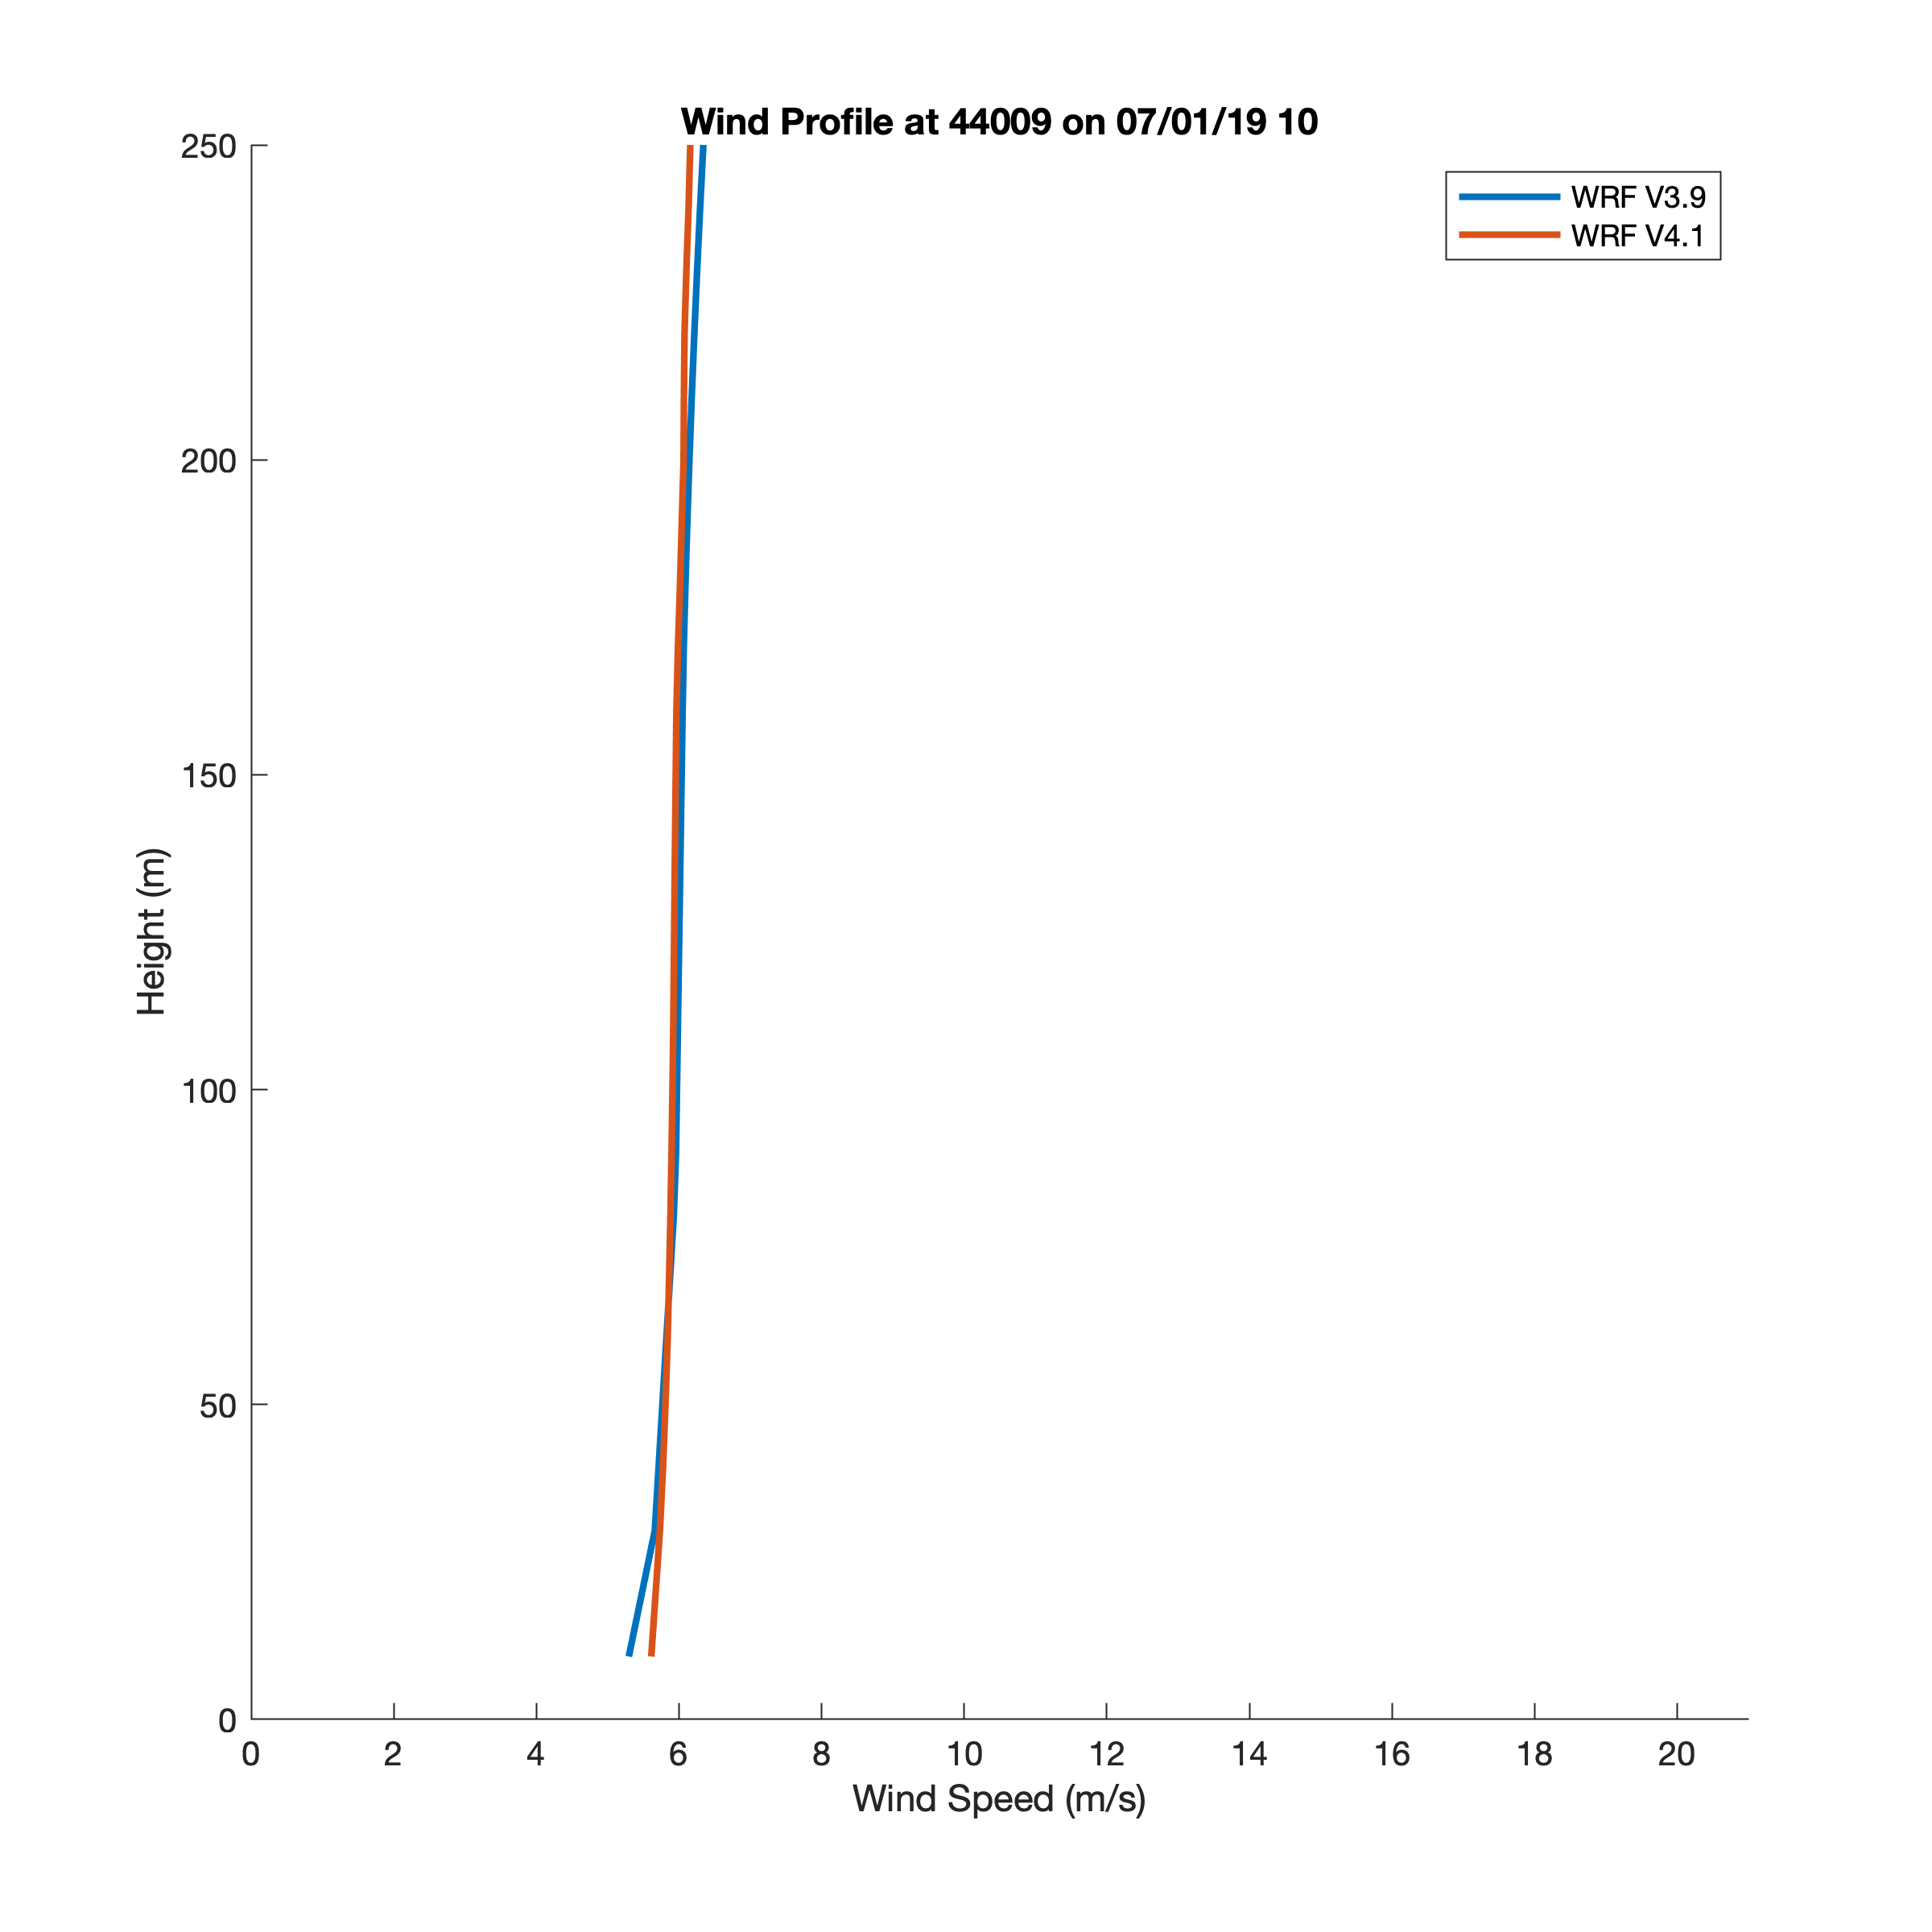 Wind Profile at 44009 on 07/01/19 10
WRF V3.9
WRF V4.1
250
200
150
100
50
0
Height (m)
0 2 4 6 8 10 12 14 16 18 20
Wind Speed (m/s)